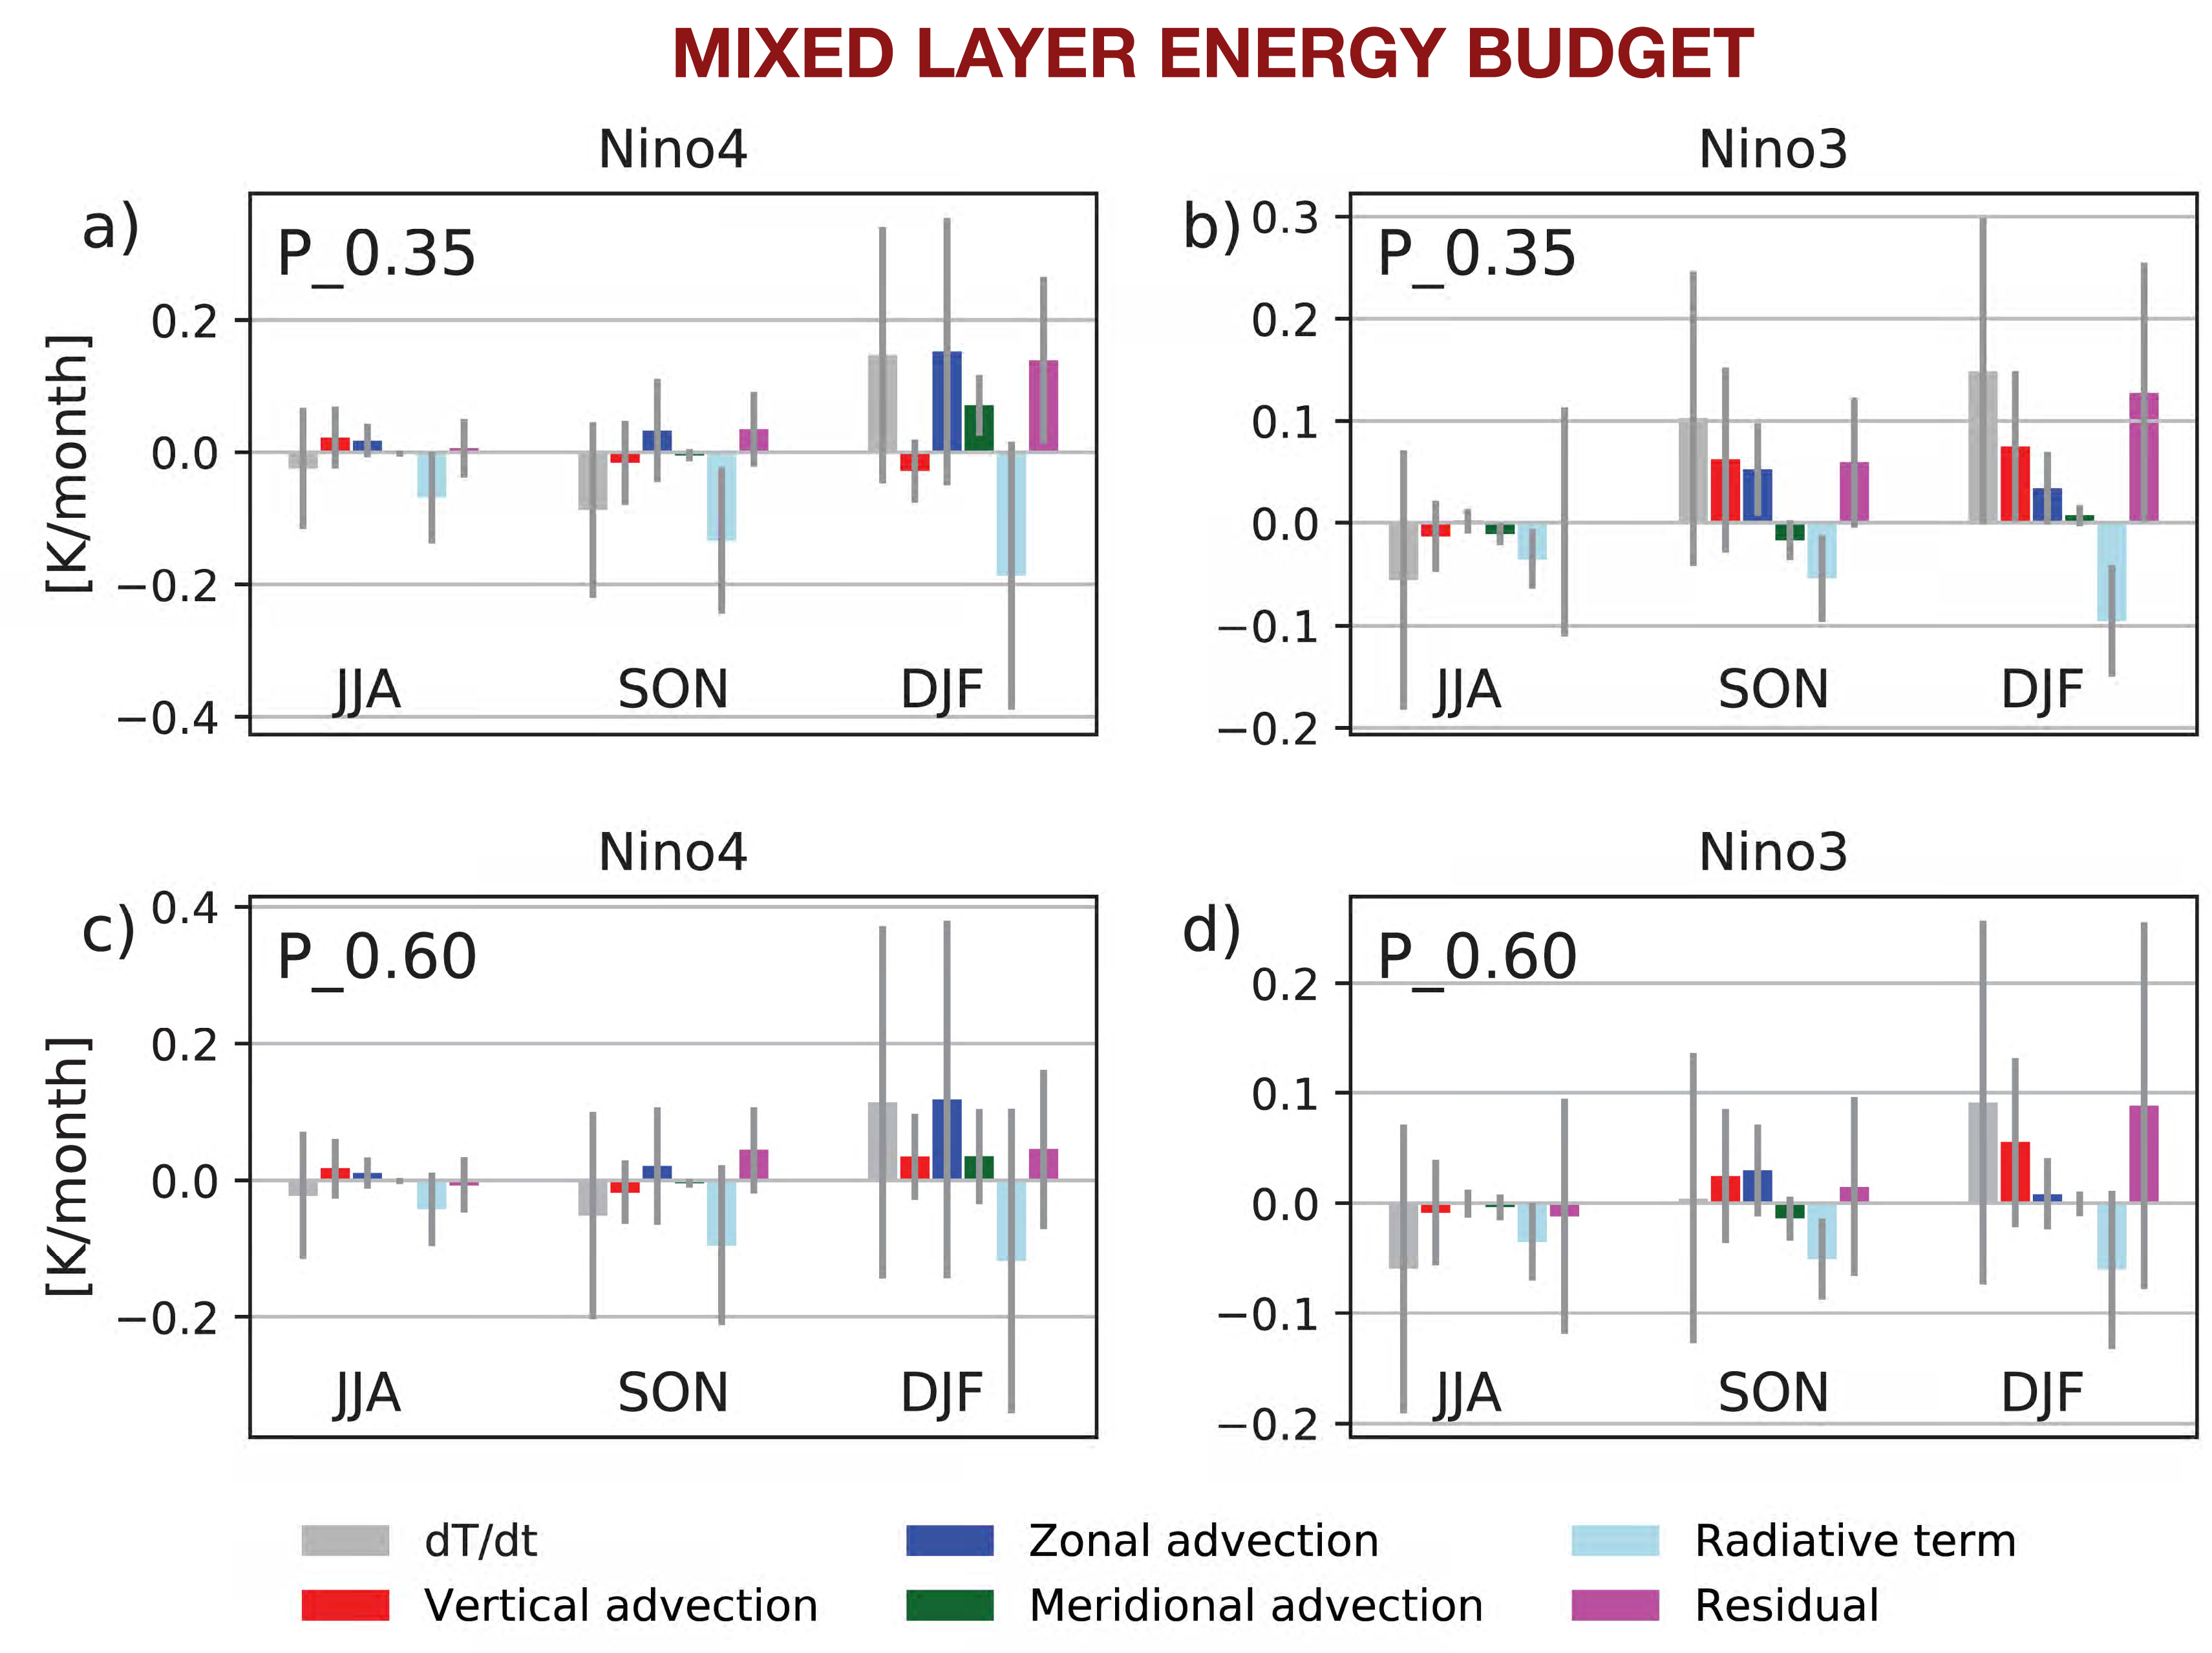 MIXED LAYER ENERGY BUDGET
Nino4
a)
P_0.35
[K/month]
0.2
0.0
−0.2
−0.4
JJA SON DJF
Nino3
b)
P_0.35
0.3
0.2
0.1
0.0
−0.1
−0.2
JJA SON DJF
Nino4
c)
P_0.60
[K/month]
0.4
0.2
0.0
−0.2
JJA SON DJF
Nino3
d)
P_0.60
0.2
0.1
0.0
−0.1
−0.2
JJA SON DJF
dT/dt Zonal advection Radiative term
Vertical advection Meridional advection Residual